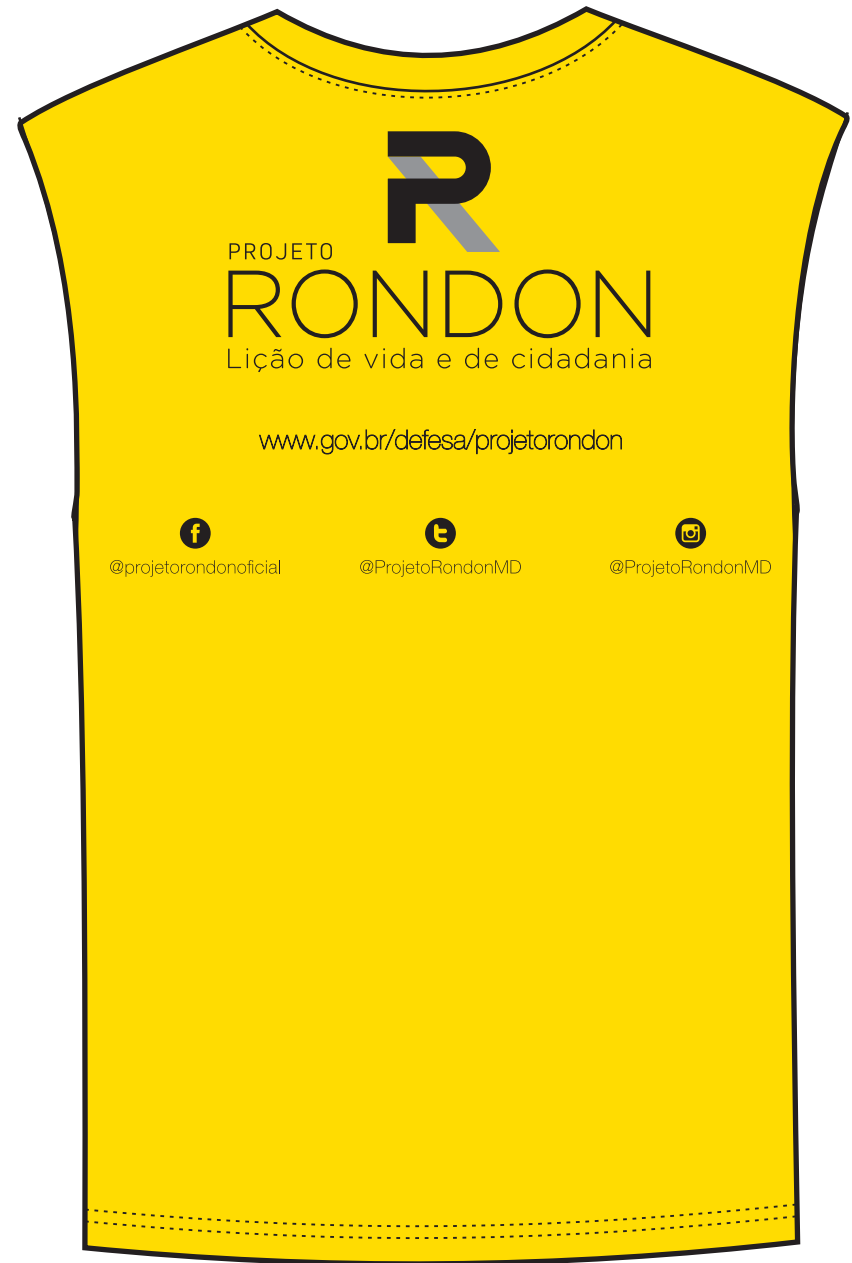 PROJETO
RONDON
Lição de vida e de cidadania
www.gov.br/defesa/projetorondon
@projetorondonoficial
@ProjetoRondonMD
@ProjetoRondonMD